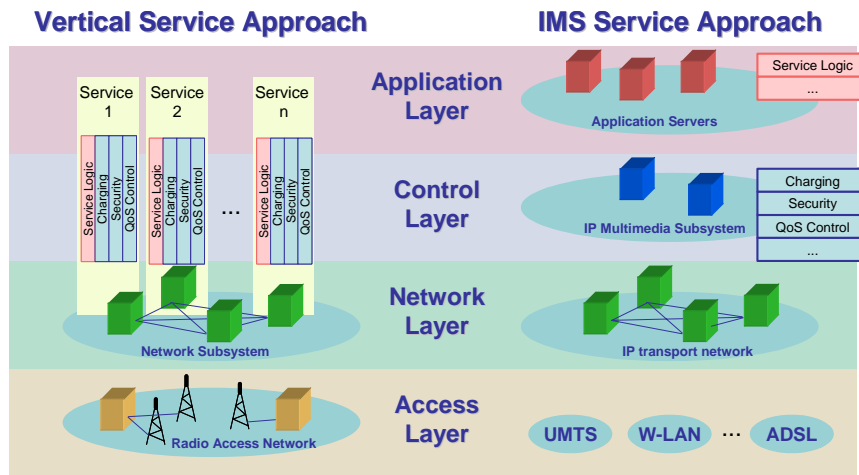 Vertical Service Approach
IMS Service Approach
Service
1
Service
2
Service
n
Service Logic
Charging
Security
QoS Control
Service Logic
Charging
Security
QoS Control
...
Service Logic
Charging
Security
QoS Control
Application
Layer
Application Servers
Service Logic
...
Control
Layer
IP Multimedia Subsystem
Charging
Security
QoS Control
...
Network Subsystem
Network
Layer
IP transport network
Radio Access Network
Access
Layer
UMTS
W-LAN
...
ADSL